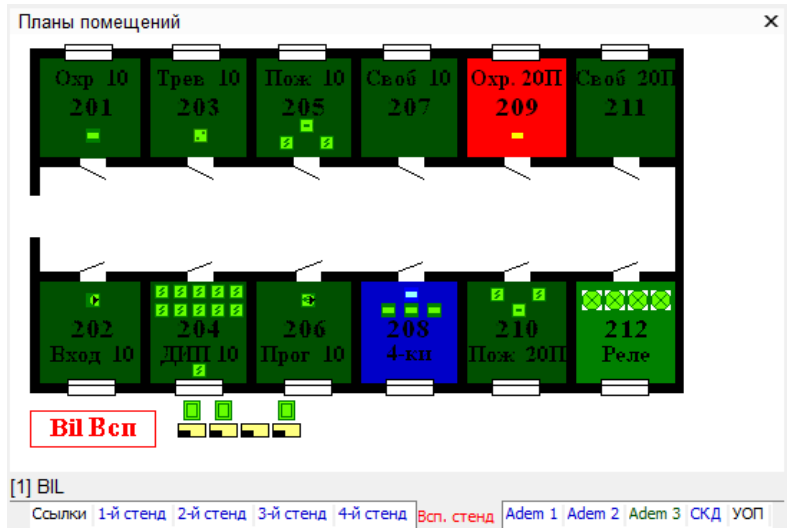 Планы помещений
Охр 10 Трев 10 Пож 10 Своб 10 Охр. 20П Своб 20П
201 203 205 207 209 211
202 204 206 208 210 212
Вход 10 ДИП 10 Прог 10 4-кп Пож 20П Реле
Bil Всп
[1] BIL
Ссылки 1-й стенд 2-й стенд 3-й стенд 4-й стенд Всп. стенд Adem 1 Adem 2 Adem 3 СКД УОП